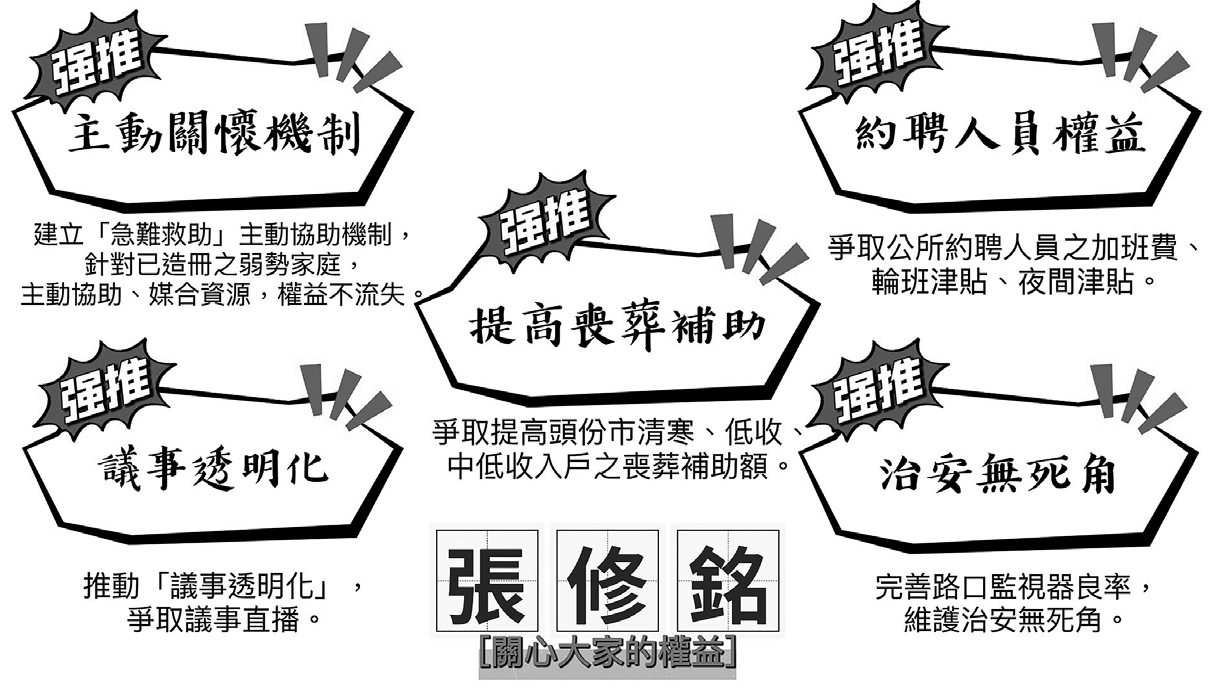 强推
主動關懷機制
建立「急難救助」主動協助機制，
針對已造冊之弱勢家庭，
主動協助、媒合資源，權益不流失。
强推
議事透明化
推動「議事透明化」，
爭取議事直播。
强推
提高喪葬補助
爭取提高頭份市清寒、低收、
中低收入戶之喪葬補助額。
張修銘
[關心大家的權益]
强推
約聘人員權益
爭取公所約聘人員之加班費、
輪班津貼、夜間津貼。
强推
治安無死角
完善路口監視器良率，
維護治安無死角。